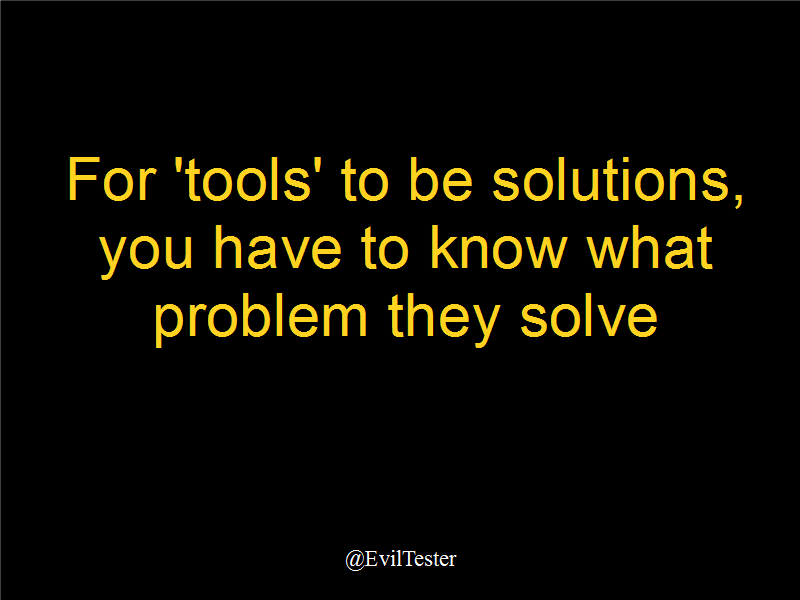 For 'tools' to be solutions,
you have to know what
problem they solve
@EvilTester